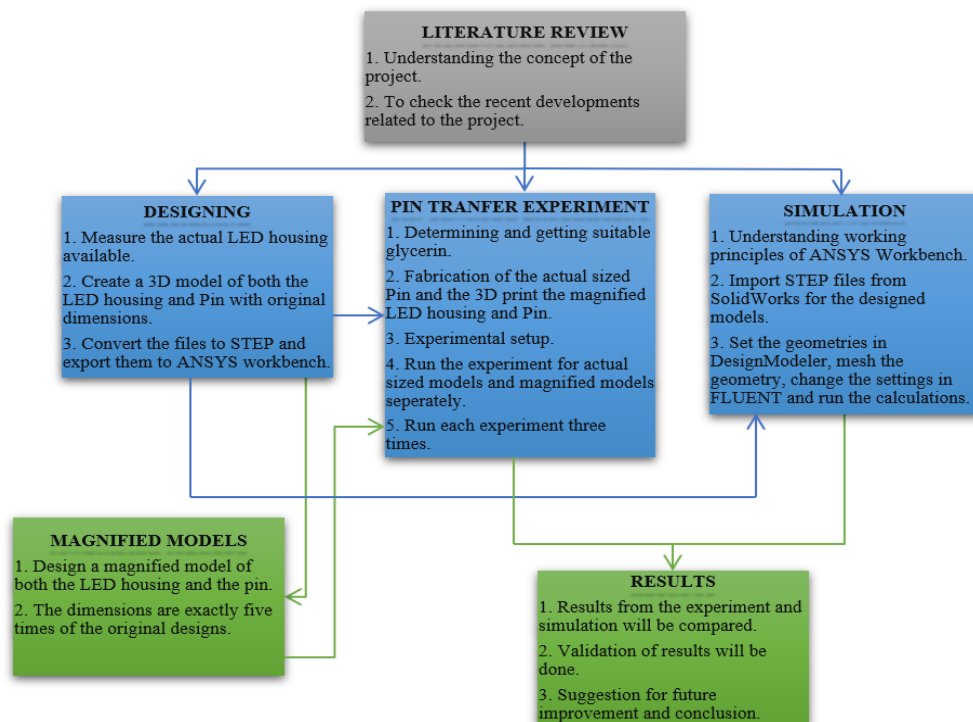 LITERATURE REVIEW
1. Understanding the concept of the
project.
2. To check the recent developments
related to the project.
DESIGNING
1. Measure the actual LED housing
available.
2. Create a 3D model of both the
LED housing and Pin with original
dimensions.
3. Convert the files to STEP and
export them to ANSYS workbench.
PIN TRANFER EXPERIMENT
1. Determining and getting suitable
glycerin.
2. Fabrication of the actual sized
Pin and the 3D print the magnified
LED housing and Pin.
3. Experimental setup.
4. Run the experiment for actual
sized models and magnified models
seperately.
5. Run each experiment three
times.
SIMULATION
1. Understanding working
principles of ANSYS Workbench.
2. Import STEP files from
SolidWorks for the designed
models.
3. Set the geometries in
DesignModeler, mesh the
geometry, change the settings in
FLUENT and run the calculations.
MAGNIFIED MODELS
1. Design a magnified model of
both the LED housing and the pin.
2. The dimensions are exactly five
times of the original designs.
RESULTS
1. Results from the experiment and
simulation will be compared.
2. Validation of results will be
done.
3. Suggestion for future
improvement and conclusion.